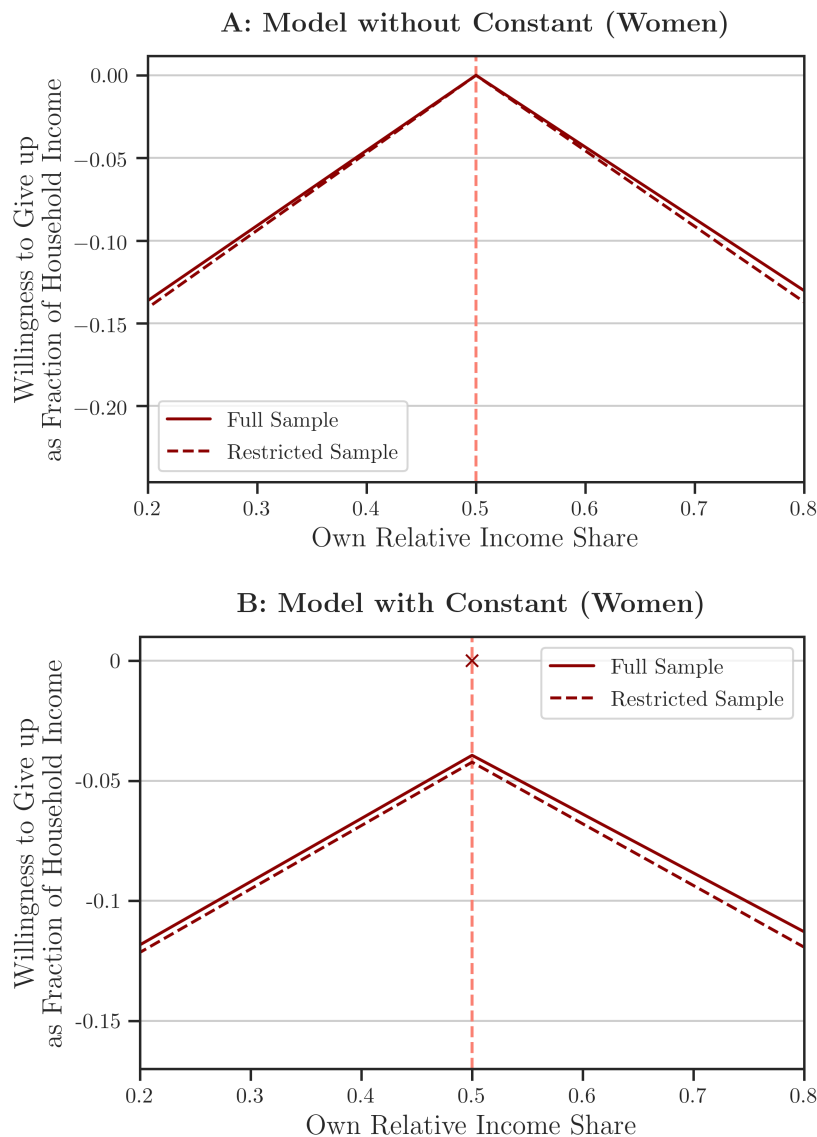 A: Model without Constant (Women)
Willingness to Give up
as Fraction of Household Income
0.00
−0.05
−0.10
−0.15
−0.20
Full Sample
Restricted Sample
0.2 0.3 0.4 0.5 0.6 0.7 0.8
Own Relative Income Share
B: Model with Constant (Women)
Willingness to Give up
as Fraction of Household Income
0
-0.05
-0.1
-0.15
Full Sample
Restricted Sample
0.2 0.3 0.4 0.5 0.6 0.7 0.8
Own Relative Income Share